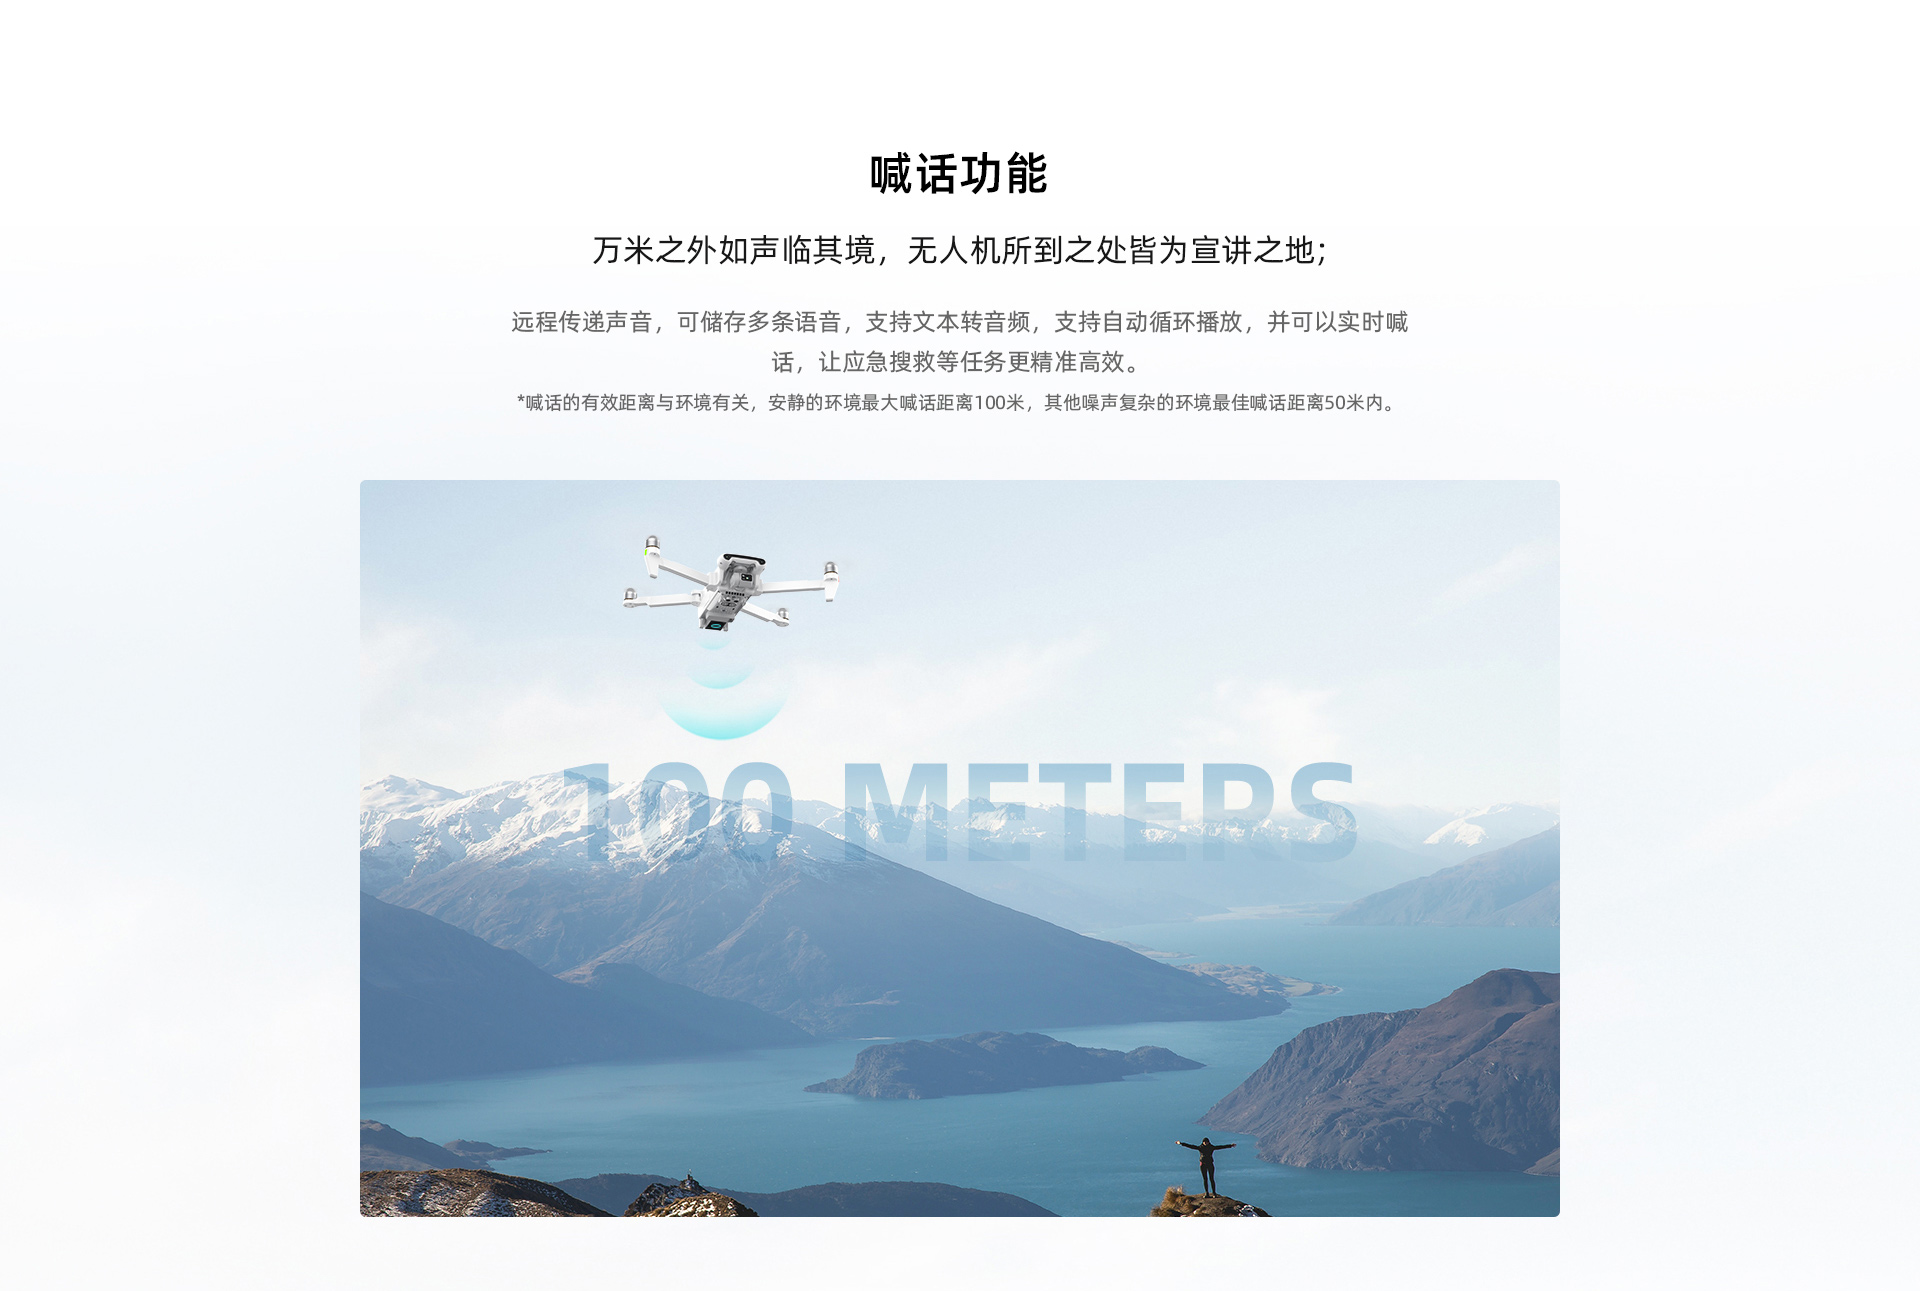 喊话功能
万米之外如声临其境，无人机所到之处皆为宣讲之地；
远程传递声音，可储存多条语音，支持文本转音频，支持自动循环播放，并可以实时喊
话，让应急搜救等任务更精准高效。
*喊话的有效距离与环境有关，安静的环境最大喊话距离100米，其他噪声复杂的环境最佳喊话距离50米内。
100 METERS